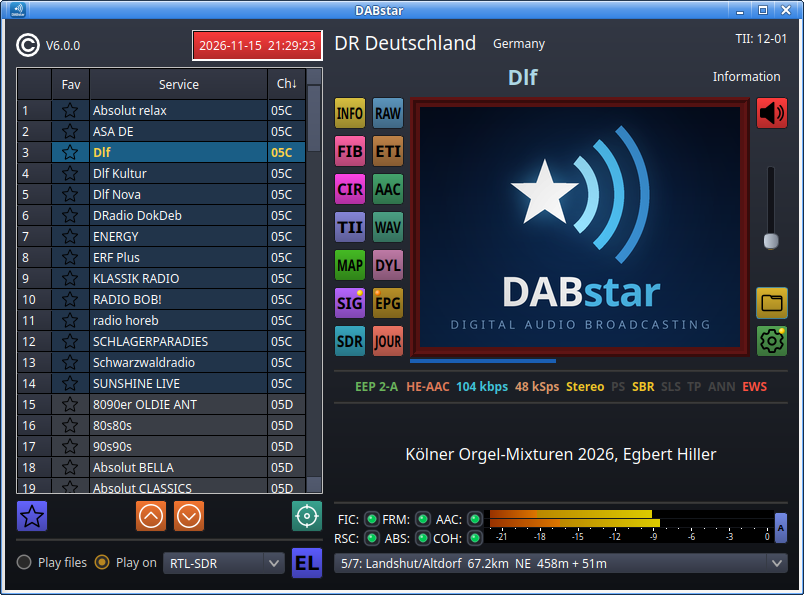 DABstar
V6.0.0
2026-11-15 21:29:23
Fav Service Ch↓
1 Absolut relax 05C
2 ASA DE 05C
3 Dlf 05C
4 Dlf Kultur 05C
5 Dlf Nova 05C
6 DRadio DokDeb 05C
7 ENERGY 05C
8 ERF Plus 05C
9 KLASSIK RADIO 05C
10 RADIO BOB! 05C
11 radio horeb 05C
12 SCHLAGERPARADIES 05C
13 Schwarzwaldradio 05C
14 SUNSHINE LIVE 05C
15 8090er OLDIE ANT 05D
16 80s80s 05D
17 90s90s 05D
18 Absolut BELLA 05D
19 Absolut CLASSICS 05D
Play files Play on RTL-SDR EL
DR Deutschland Germany TII: 12-01
Dlf Information
INFO RAW
FIB ETI
CIR AAC
TII WAV
MAP DYL
SIG EPG
SDR JOUR
DABstar
DIGITAL AUDIO BROADCASTING
EEP 2-A HE-AAC 104 kbps 48 kSps Stereo PS SBR SLS TP ANN EWS
Kölner Orgel-Mixturen 2026, Egbert Hiller
FIC: FRM: AAC:
RSC: ABS: COH:
-21 -18 -15 -12 -9 -6 -3 0
A
5/7: Landshut/Altdorf 67.2km NE 458m + 51m